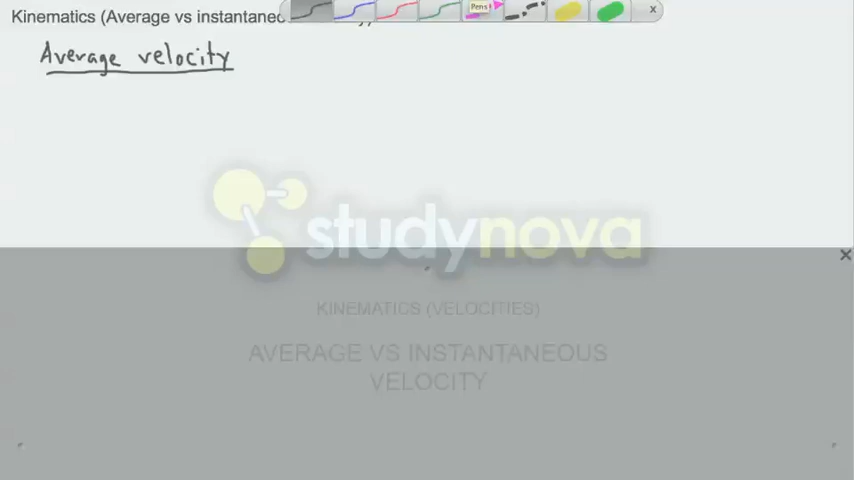 Kinematics (Average vs instantaneo
Pens
x
Average velocity
studynova
KINEMATICS (VELOCITIES)
AVERAGE VS INSTANTANEOUS
VELOCITY